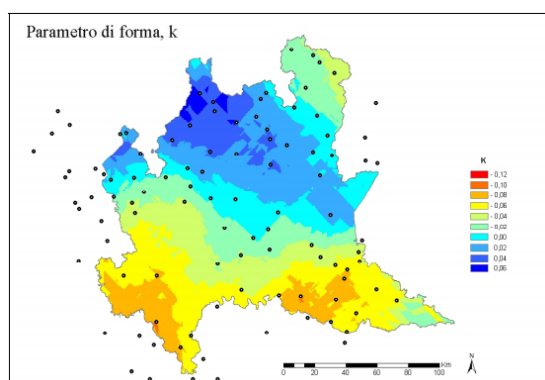 Parametro di forma, k
K
- 0,12
- 0,10
- 0,08
- 0,06
- 0,04
- 0,02
0,00
0,02
0,04
0,06
0 20 40 60 80 100 km
N